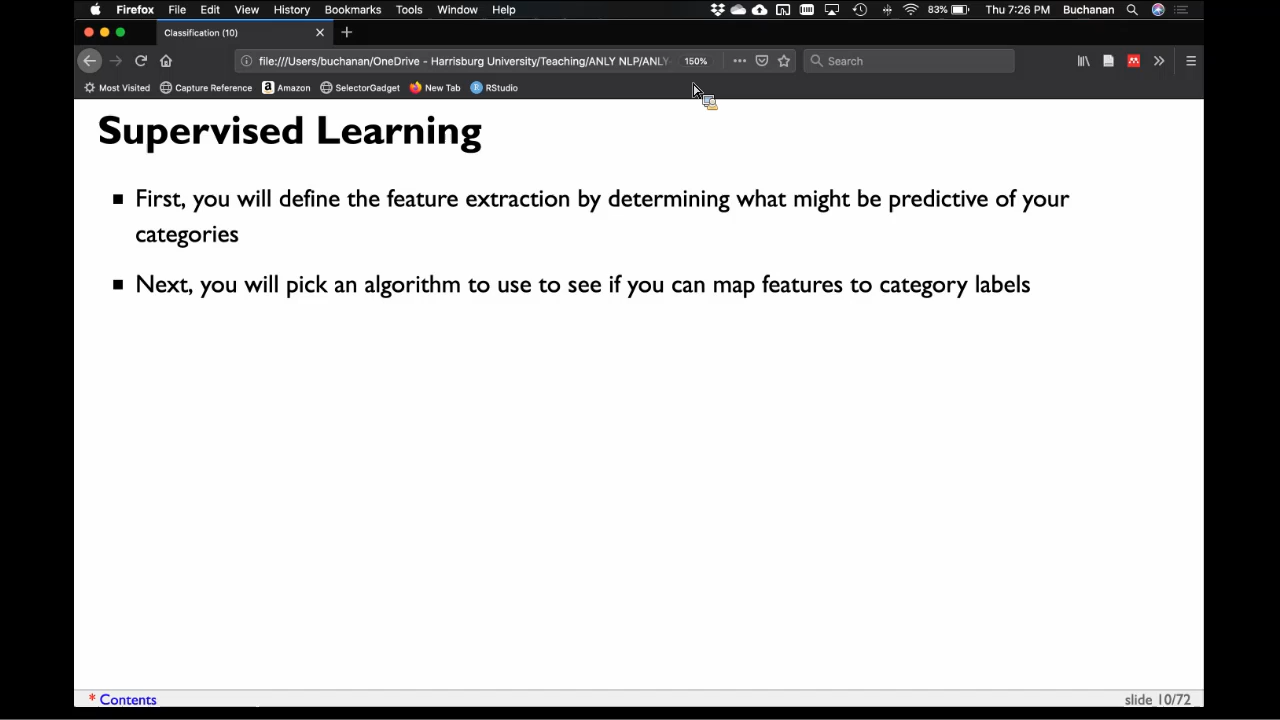 Firefox File Edit View History Bookmarks Tools Window Help 83% Thu 7:26 PM Buchanan
Classification (10)
file:///Users/buchanan/OneDrive - Harrisburg University/Teaching/ANLY NLP/ANLY 150% Search
Most Visited Capture Reference Amazon SelectorGadget New Tab RStudio
Supervised Learning
First, you will define the feature extraction by determining what might be predictive of your
categories
Next, you will pick an algorithm to use to see if you can map features to category labels
* Contents slide 10/72